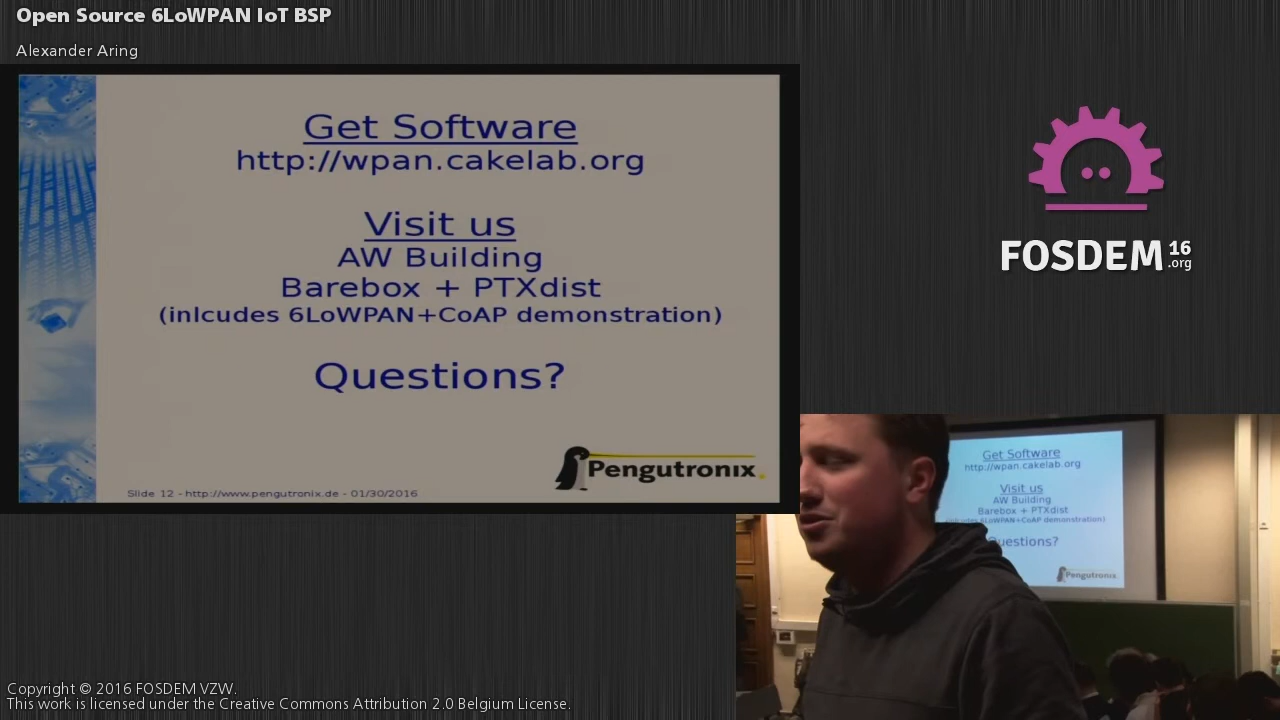 Open Source 6LoWPAN IoT BSP
Alexander Aring
Get Software
http://wpan.cakelab.org
Visit us
AW Building
Barebox + PTXdist
(inlcudes 6LoWPAN+CoAP demonstration)
Questions?
Pengutronix.
Slide 12 - http://www.pengutronix.de - 01/30/2016
FOSDEM 16 .org
Get Software
http://wpan.cakelab.org
Visit us
AW Building
Barebox + PTXdist
6LoWPAN+CoAP demonstration)
Questions?
Pengutronix.
Copyright © 2016 FOSDEM VZW.
This work is licensed under the Creative Commons Attribution 2.0 Belgium License.